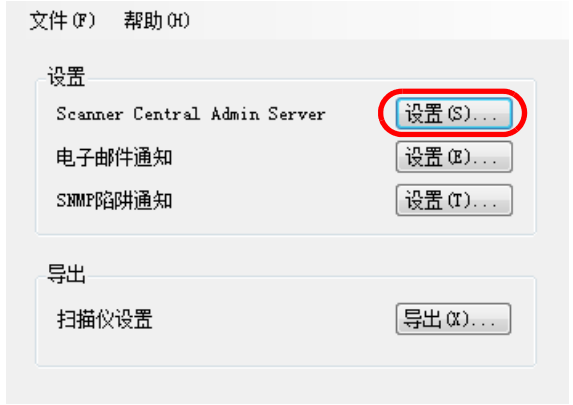 文件(F) 帮助(H)
设置
Scanner Central Admin Server 设置(S)...
电子邮件通知 设置(E)...
SNMP陷阱通知 设置(T)...
导出
扫描仪设置 导出(X)...